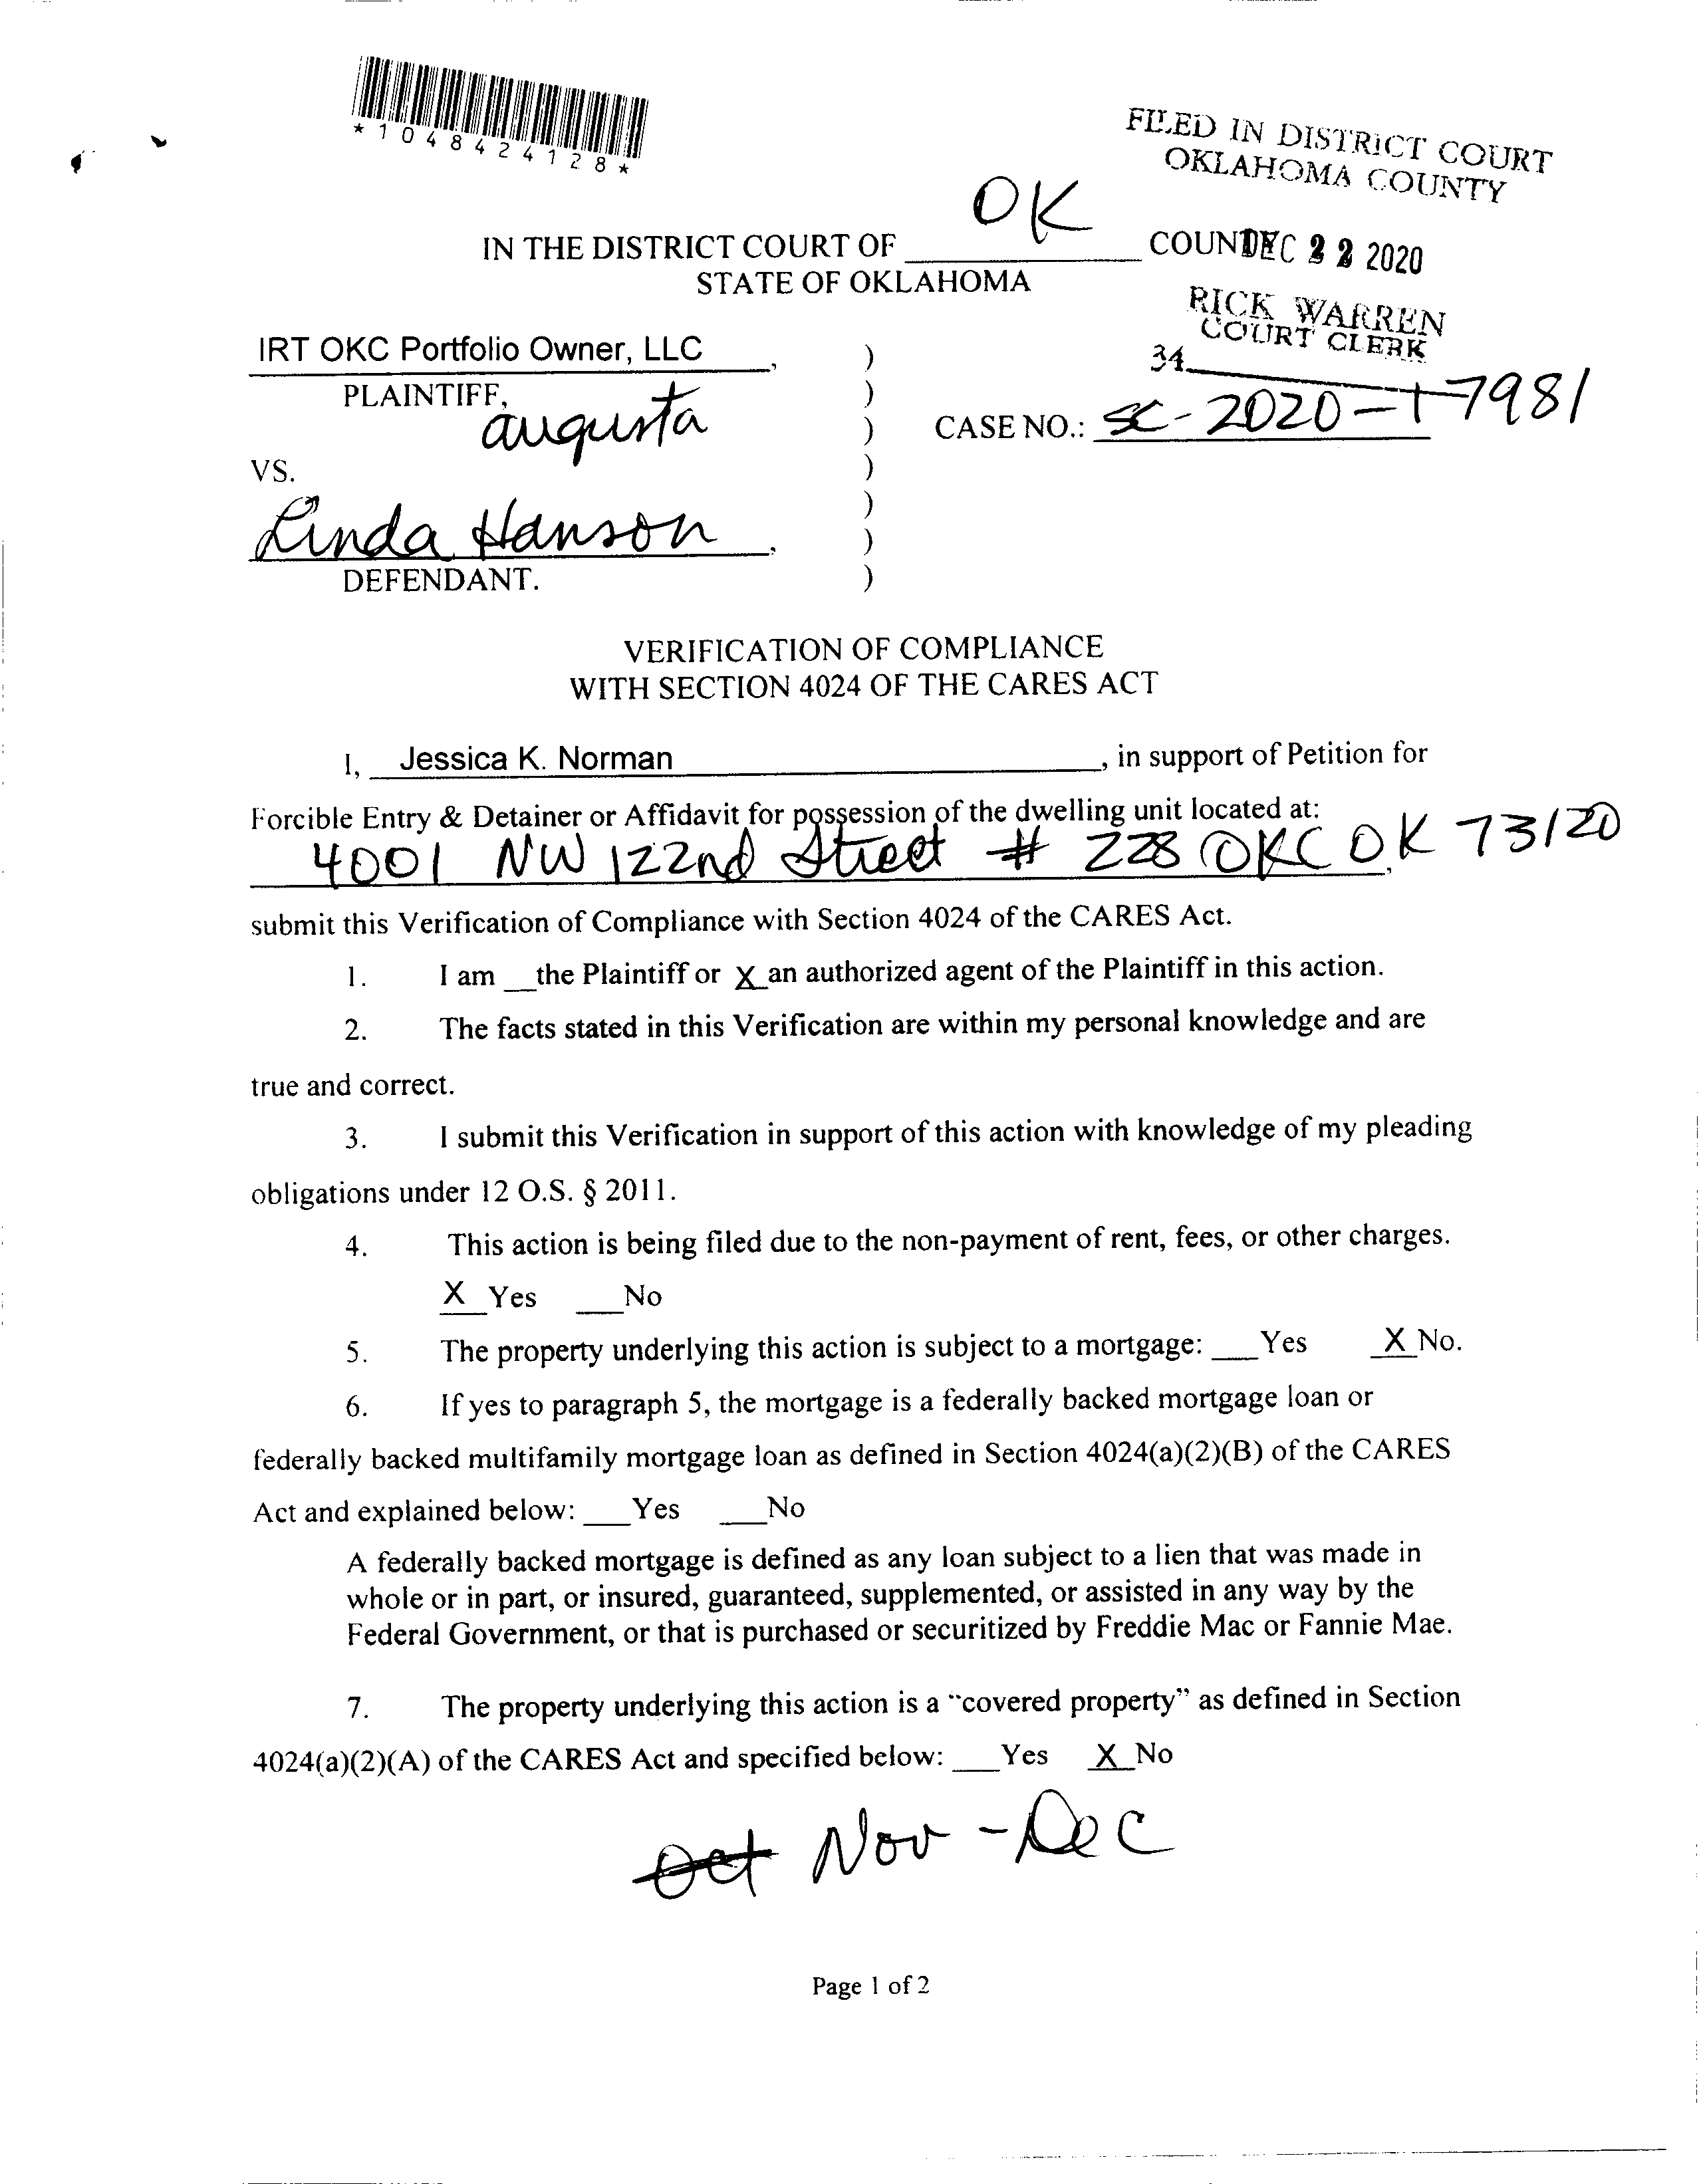 *1048424128*
FILED IN DISTRICT COURT
OKLAHOMA COUNTY
IN THE DISTRICT COURT OF OK COUN DEC 22 2020
STATE OF OKLAHOMA
RICK WARREN
COURT CLERK
34
IRT OKC Portfolio Owner, LLC, )
PLAINTIFF, )
augusta ) CASE NO.: SC-2020-17981
VS. )
)
Linda Hanson, )
DEFENDANT. )
VERIFICATION OF COMPLIANCE
WITH SECTION 4024 OF THE CARES ACT
I, Jessica K. Norman, in support of Petition for
Forcible Entry & Detainer or Affidavit for possession of the dwelling unit located at:
4001 NW 122nd Street # 228 OKC OK 73120,
submit this Verification of Compliance with Section 4024 of the CARES Act.
1. I am __the Plaintiff or X_an authorized agent of the Plaintiff in this action.
2. The facts stated in this Verification are within my personal knowledge and are
true and correct.
3. I submit this Verification in support of this action with knowledge of my pleading
obligations under 12 O.S. § 2011.
4. This action is being filed due to the non-payment of rent, fees, or other charges.
X_Yes ___No
5. The property underlying this action is subject to a mortgage: ___Yes X_No.
6. If yes to paragraph 5, the mortgage is a federally backed mortgage loan or
federally backed multifamily mortgage loan as defined in Section 4024(a)(2)(B) of the CARES
Act and explained below: ___Yes ___No
A federally backed mortgage is defined as any loan subject to a lien that was made in
whole or in part, or insured, guaranteed, supplemented, or assisted in any way by the
Federal Government, or that is purchased or securitized by Freddie Mac or Fannie Mae.
7. The property underlying this action is a “covered property” as defined in Section
4024(a)(2)(A) of the CARES Act and specified below: ___Yes X_No
Oct Nov - Dec
Page 1 of 2